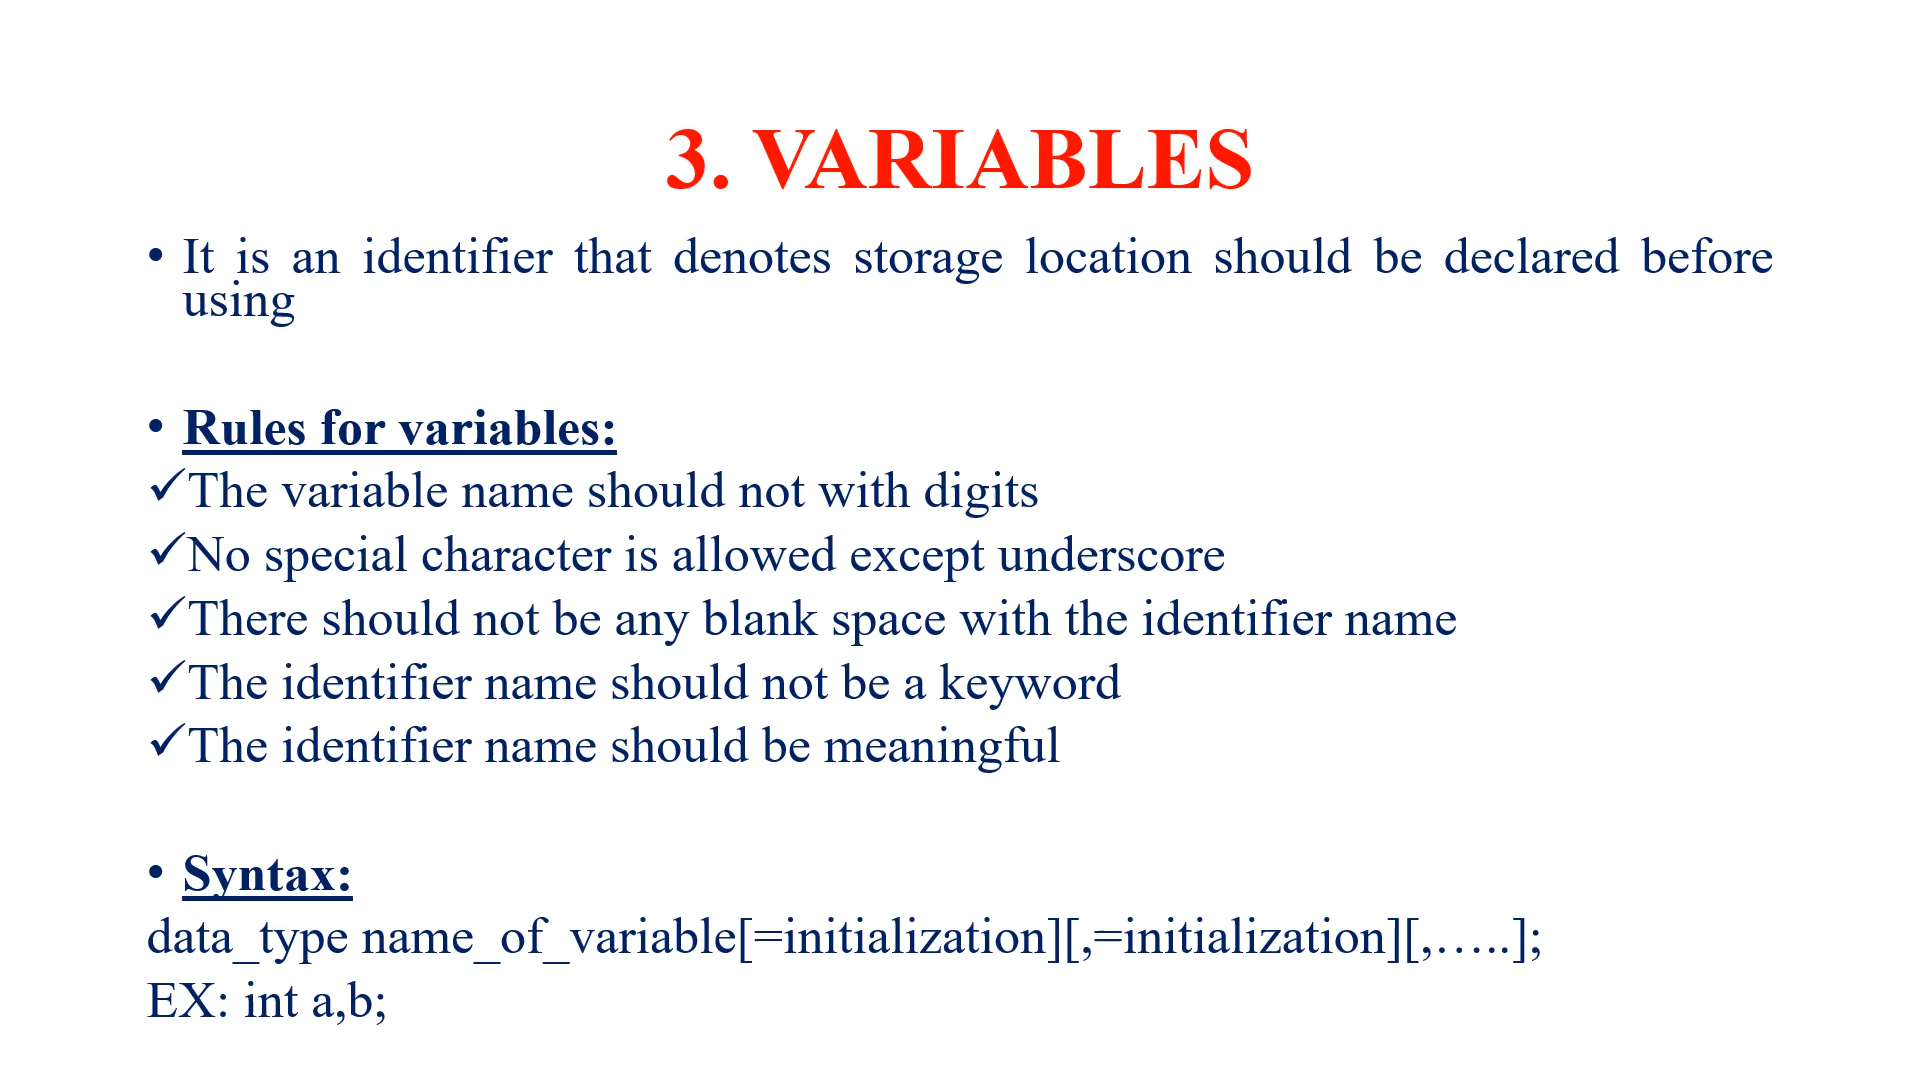 3. VARIABLES
• It is an identifier that denotes storage location should be declared before
using
• Rules for variables:
✓The variable name should not with digits
✓No special character is allowed except underscore
✓There should not be any blank space with the identifier name
✓The identifier name should not be a keyword
✓The identifier name should be meaningful
• Syntax:
data_type name_of_variable[=initialization][,=initialization][,…..];
EX: int a,b;